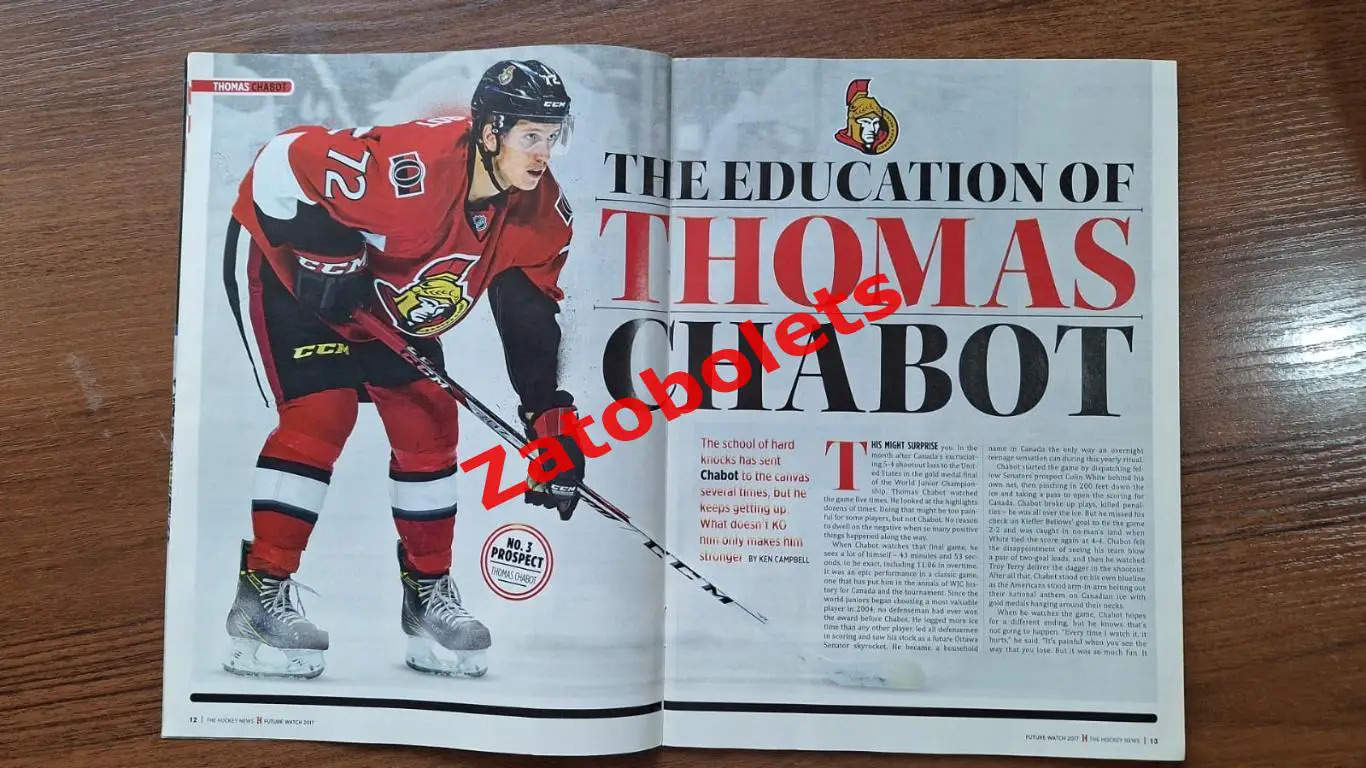 THOMAS CHABOT
72
72
CCM
CCM
CCM
CCM
CCM
THE EDUCATION OF
THOMAS
CHABOT
Zatobolets
NO. 3
PROSPECT
THOMAS CHABOT
The school of hard
knocks has sent
Chabot to the canvas
several times, but he
keeps getting up.
What doesn't KO
him only makes him
stronger BY KEN CAMPBELL
THIS MIGHT SURPRISE you. In the
month after Canada's excruciat-
ing 5-4 shootout loss to the Unit-
ed States in the gold medal final
of the World Junior Champion-
ship, Thomas Chabot watched
the game five times. He looked at the highlights
dozens of times. Doing that might be too pain-
ful for some players, but not Chabot. No reason
to dwell on the negative when so many positive
things happened along the way.
When Chabot watches that final game, he
sees a lot of himself – 43 minutes and 53 sec-
onds, to be exact, including 11:06 in overtime.
It was an epic performance in a classic game,
one that has put him in the annals of WJC his-
tory for Canada and the tournament. Since the
world juniors began choosing a most valuable
player in 2004, no defenseman had ever won
the award before Chabot. He logged more ice
time than any other player, led all defensemen
in scoring and saw his stock as a future Ottawa
Senator skyrocket. He became a household
name in Canada the only way an overnight
teenage sensation can during this yearly ritual.
Chabot started the game by dispatching fel-
low Senators prospect Colin White behind his
own net, then pinching in 200 feet down the
ice and taking a pass to open the scoring for
Canada. Chabot broke up plays, killed penal-
ties – he was all over the ice. But he missed his
check on Kieffer Bellows' goal to tie the game
2-2 and was caught in no-man's land when
White tied the score again at 4-4. Chabot felt
the disappointment of seeing his team blow
a pair of two-goal leads, and then he watched
Troy Terry deliver the dagger in the shootout.
After all that, Chabot stood on his own blueline
as the Americans stood arm-in-arm belting out
their national anthem on Canadian ice with
gold medals hanging around their necks.
When he watches the game, Chabot hopes
for a different ending, but he knows that's
not going to happen. "Every time I watch it, it
hurts," he said. "It's painful when you see the
way that you lose. But it was so much fun. It
12 | THE HOCKEY NEWS H FUTURE WATCH 2017
FUTURE WATCH 2017 H THE HOCKEY NEWS | 13